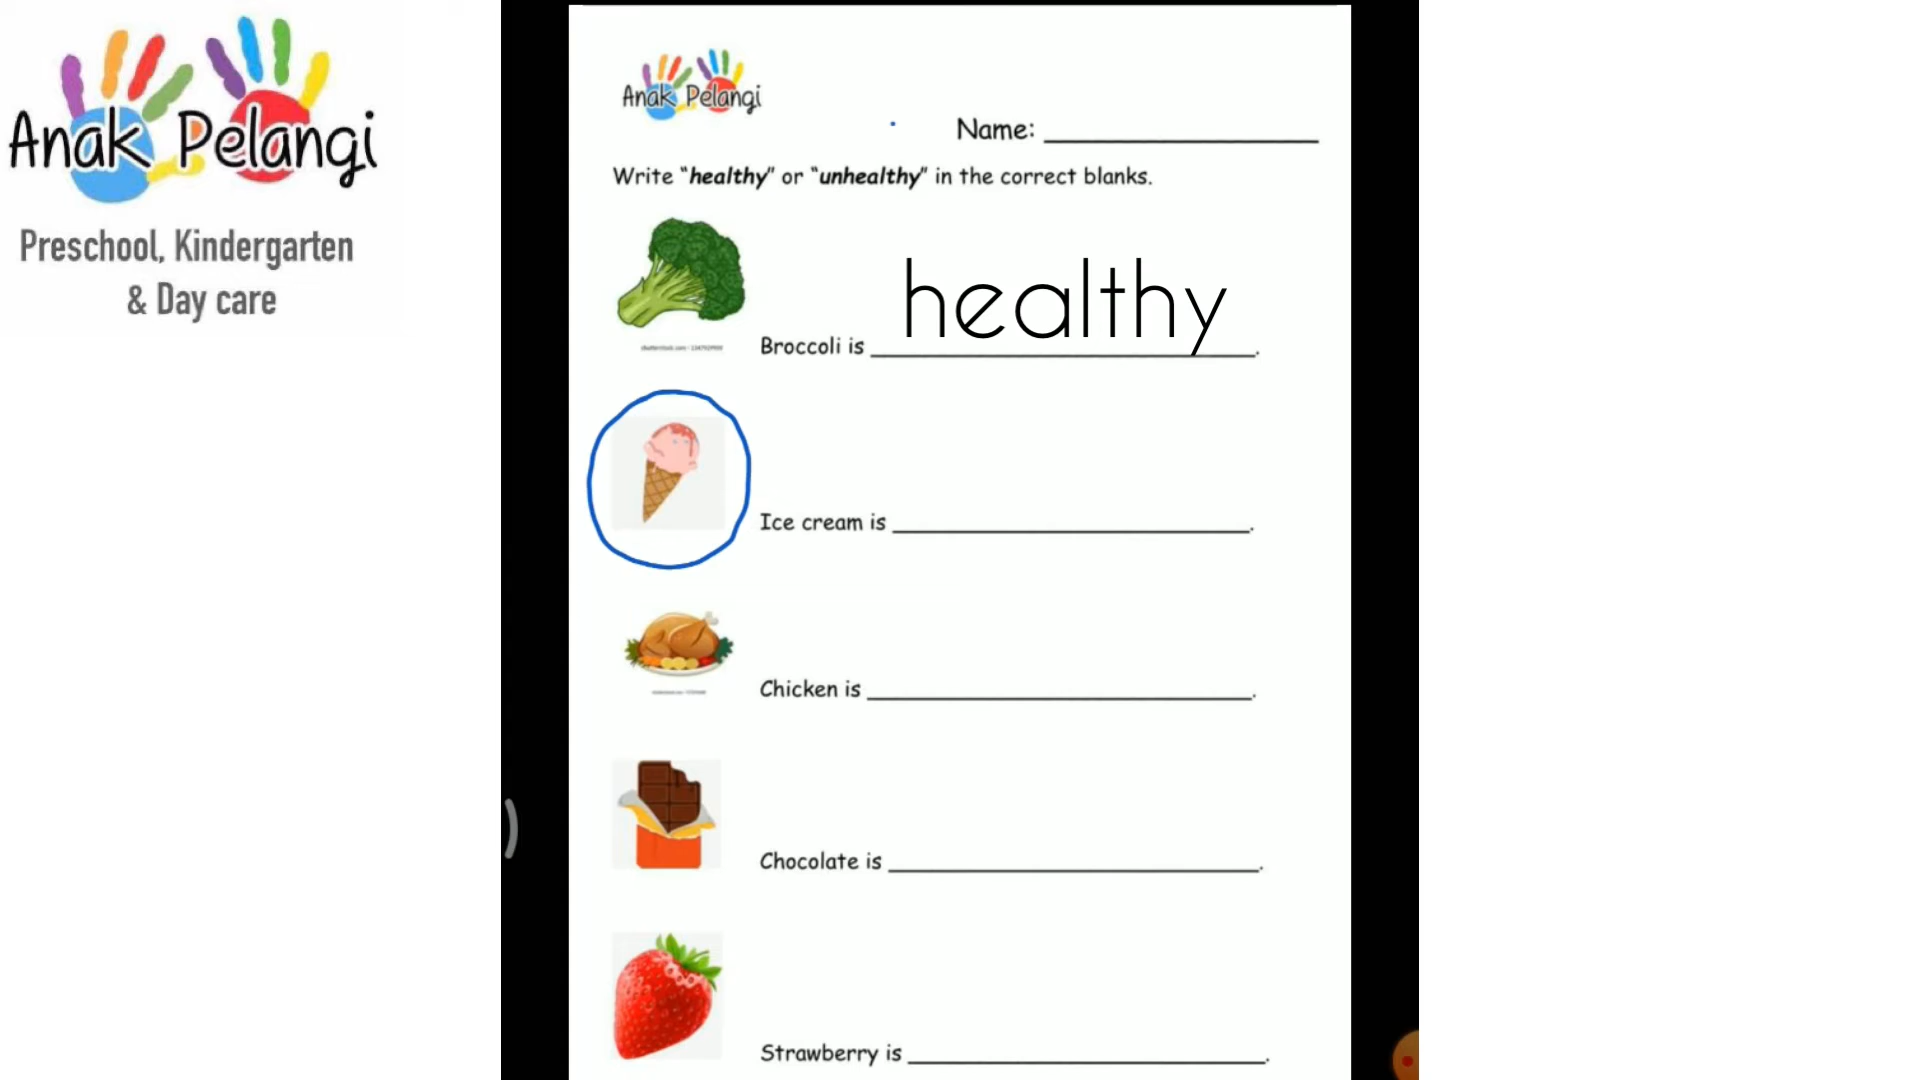 Anak Pelangi
Preschool, Kindergarten
& Day care
Anak Pelangi
Name:
Write “healthy” or “unhealthy” in the correct blanks.
healthy
Broccoli is .
Ice cream is .
Chicken is .
Chocolate is .
Strawberry is .